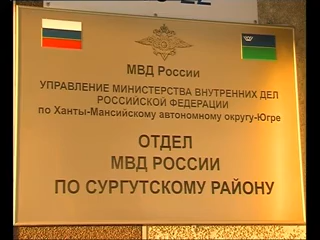 МВД России
УПРАВЛЕНИЕ МИНИСТЕРСТВА ВНУТРЕННИХ ДЕЛ
РОССИЙСКОЙ ФЕДЕРАЦИИ
по Ханты-Мансийскому автономному округу-Югре
ОТДЕЛ
МВД РОССИИ
ПО СУРГУТСКОМУ РАЙОНУ